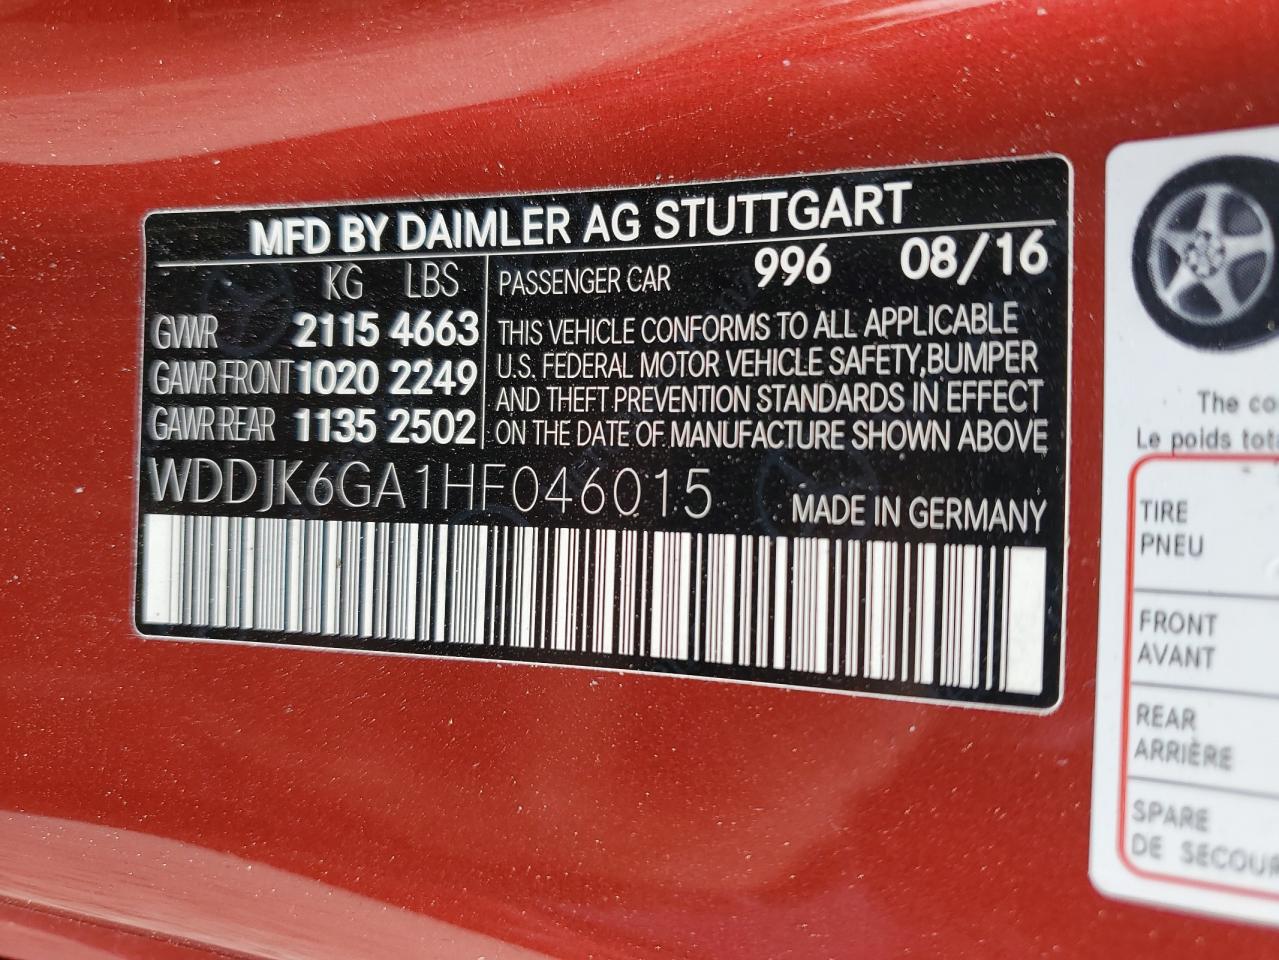 MFD BY DAIMLER AG STUTTGART
KG LBS
GVWR 2115 4663
GAWR FRONT 1020 2249
GAWR REAR 1135 2502
PASSENGER CAR 996 08/16
THIS VEHICLE CONFORMS TO ALL APPLICABLE
U.S. FEDERAL MOTOR VEHICLE SAFETY, BUMPER
AND THEFT PREVENTION STANDARDS IN EFFECT
ON THE DATE OF MANUFACTURE SHOWN ABOVE
WDDJK6GA1HF046015
MADE IN GERMANY
The co
Le poids tota
TIRE
PNEU
FRONT
AVANT
REAR
ARRIÈRE
SPARE
DE SECOUR